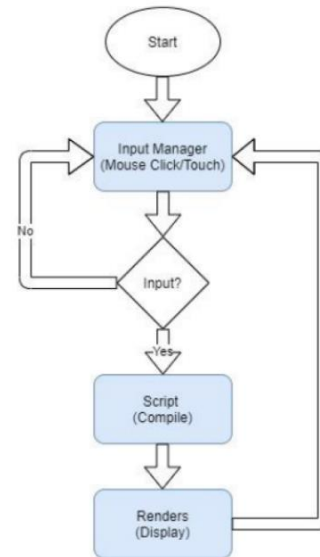 Start
Input Manager
(Mouse Click/Touch)
No
Input?
Yes
Script
(Compile)
Renders
(Display)